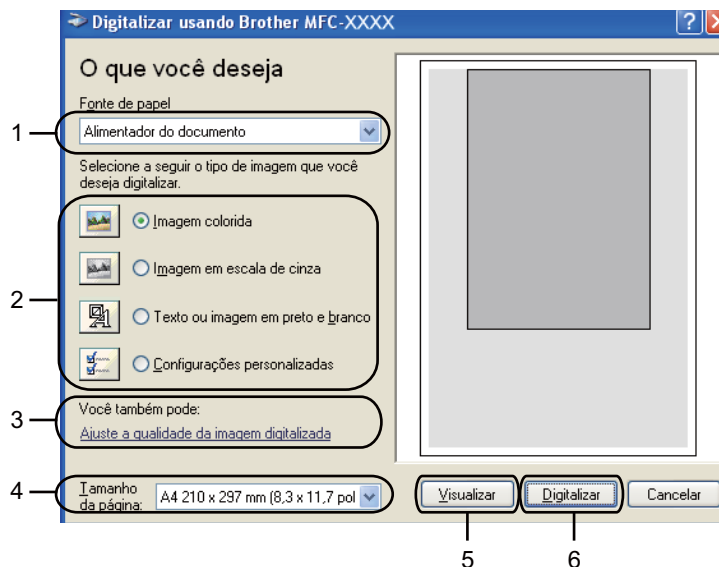 Digitalizar usando Brother MFC-XXXX
?
O que você deseja
Fonte de papel
1
Alimentador do documento
Selecione a seguir o tipo de imagem que você
deseja digitalizar.
Imagem colorida
Imagem em escala de cinza
2
Texto ou imagem em preto e branco
Configurações personalizadas
3
Você também pode:
Ajuste a qualidade da imagem digitalizada
4
Tamanho
da página:
A4 210 x 297 mm (8,3 x 11,7 pol
Visualizar
Digitalizar
Cancelar
5
6